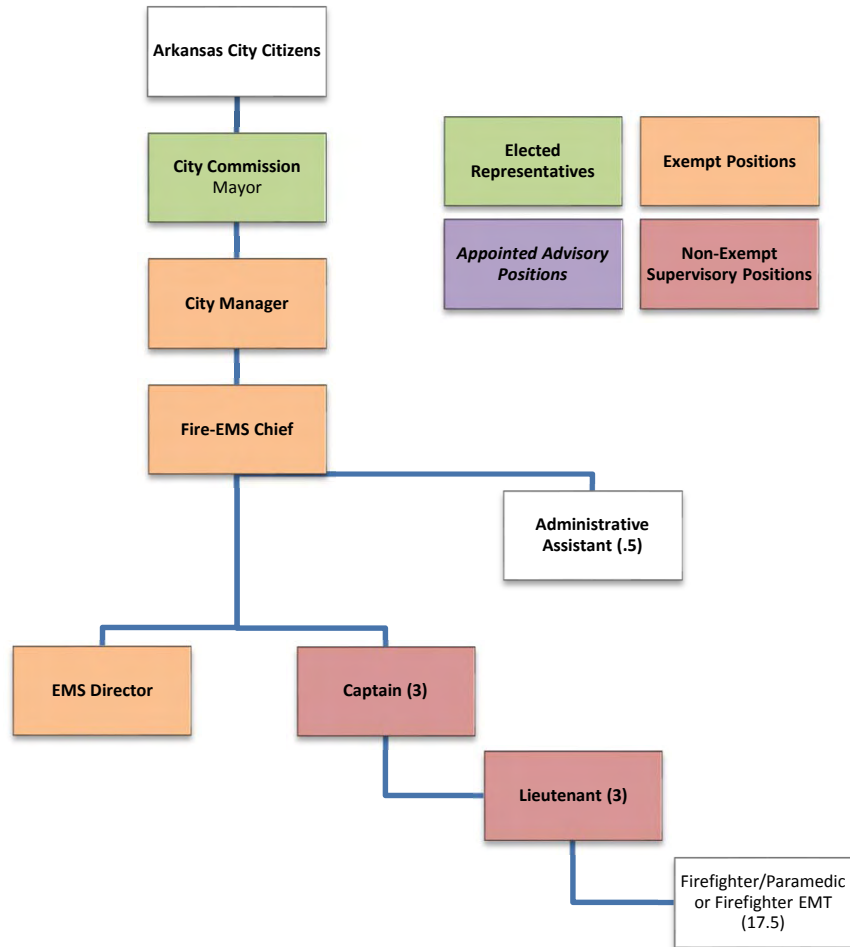 Arkansas City Citizens
City Commission
Mayor
Elected
Representatives
Exempt Positions
Appointed Advisory
Positions
Non-Exempt
Supervisory Positions
City Manager
Fire-EMS Chief
Administrative
Assistant (.5)
EMS Director
Captain (3)
Lieutenant (3)
Firefighter/Paramedic
or Firefighter EMT
(17.5)